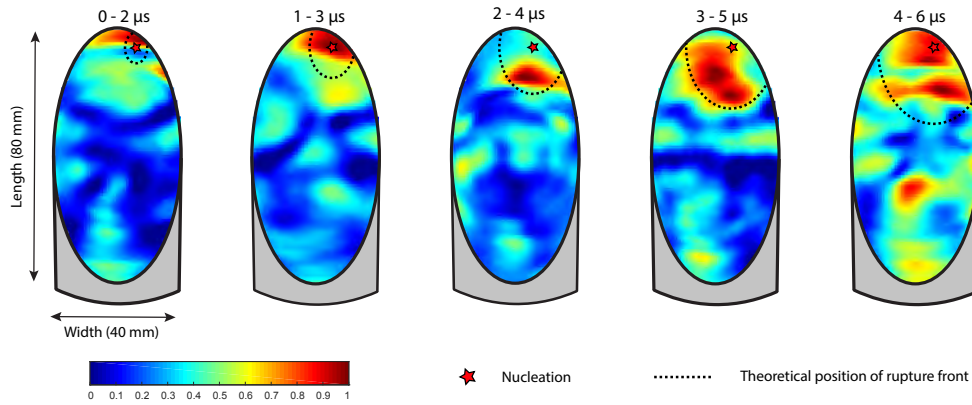 0 - 2 μs
1 - 3 μs
2 - 4 μs
3 - 5 μs
4 - 6 μs
Length (80 mm)
Width (40 mm)
0 0.1 0.2 0.3 0.4 0.5 0.6 0.7 0.8 0.9 1
Nucleation
Theoretical position of rupture front